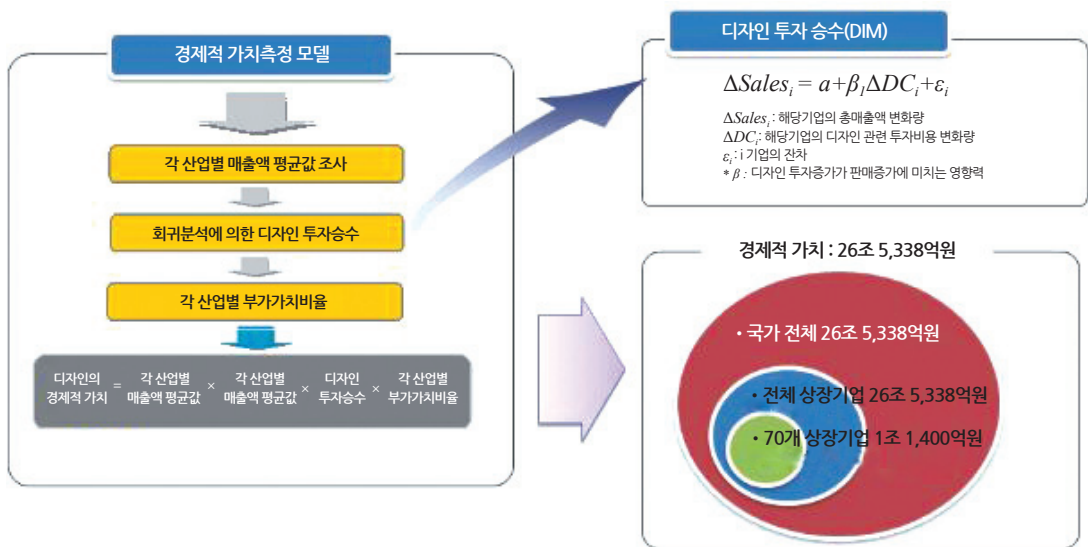 경제적 가치측정 모델
각 산업별 매출액 평균값 조사
회귀분석에 의한 디자인 투자승수
각 산업별 부가가치비율
디자인의 경제적 가치 = 각 산업별 매출액 평균값 × 각 산업별 매출액 평균값 × 디자인 투자승수 × 각 산업별 부가가치비율
디자인 투자 승수(DIM)
ΔSales_i = a+β_1ΔDC_i+ε_i
ΔSales_i: 해당기업의 총매출액 변화량
ΔDC_i: 해당기업의 디자인 관련 투자비용 변화량
ε_i: i 기업의 잔차
* β : 디자인 투자증가가 판매증가에 미치는 영향력
경제적 가치 : 26조 5,338억원
• 국가 전체 26조 5,338억원
• 전체 상장기업 26조 5,338억원
• 70개 상장기업 1조 1,400억원